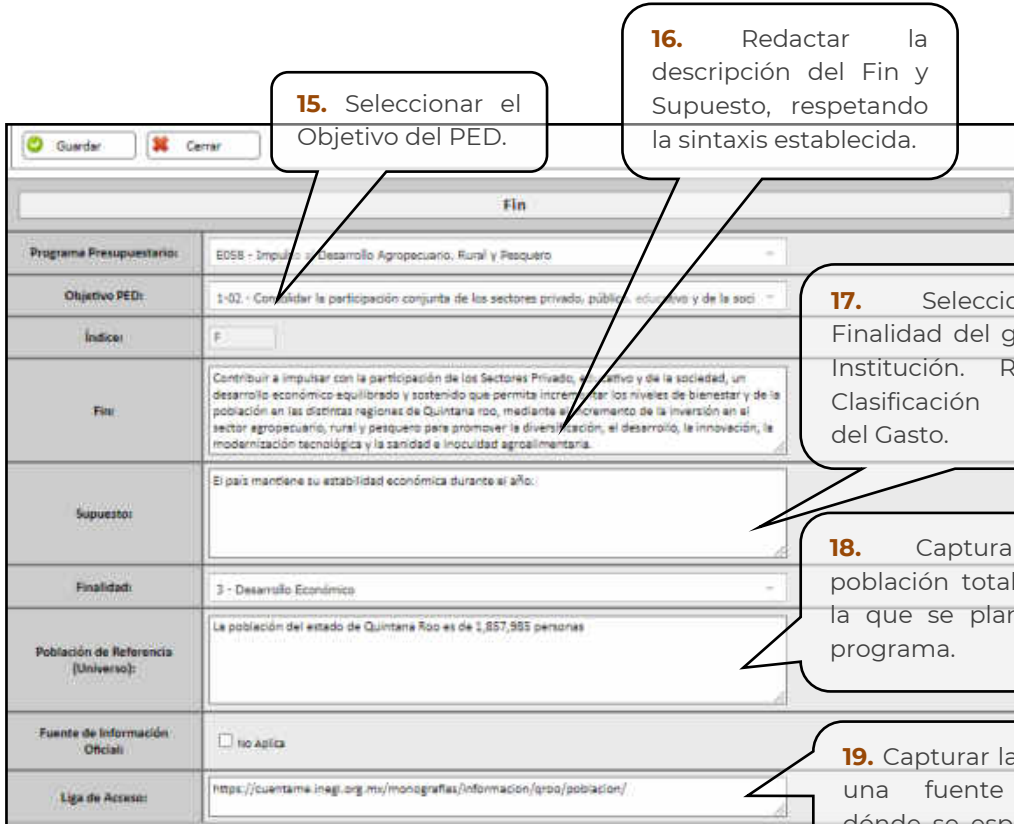 16. Redactar la
descripción del Fin y
Supuesto, respetando
la sintaxis establecida.
15. Seleccionar el
Objetivo del PED.
Guardar
Cerrar
Fin
Programa Presupuestario:
E058 - Impulso al Desarrollo Agropecuario, Rural y Pesquero
Objetivo PED:
1-02 - Consolidar la participación conjunta de los sectores privado, público, educativo y de la soci
Índice:
F
Fin:
Contribuir a impulsar con la participación de los Sectores Privado, educativo y de la sociedad, un
desarrollo económico equilibrado y sostenido que permita incrementar los niveles de bienestar y de la
población en las distintas regiones de Quintana roo, mediante el incremento de la inversión en el
sector agropecuario, rural y pesquero para promover la diversificación, el desarrollo, la innovación, la
modernización tecnológica y la sanidad e inocuidad agroalimentaria.
17. Seleccio
Finalidad del g
Institución. R
Clasificación
del Gasto.
Supuesto:
El país mantiene su estabilidad económica durante el año.
Finalidad:
3 - Desarrollo Económico
18. Captura
población total
la que se plan
programa.
Población de Referencia
(Universo):
La población del estado de Quintana Roo es de 1,857,985 personas
Fuente de Información
Oficial:
No Aplica
19. Capturar la
una fuente
dónde se esp
Liga de Acceso:
https://cuentame.inegi.org.mx/monografias/informacion/qroo/poblacion/